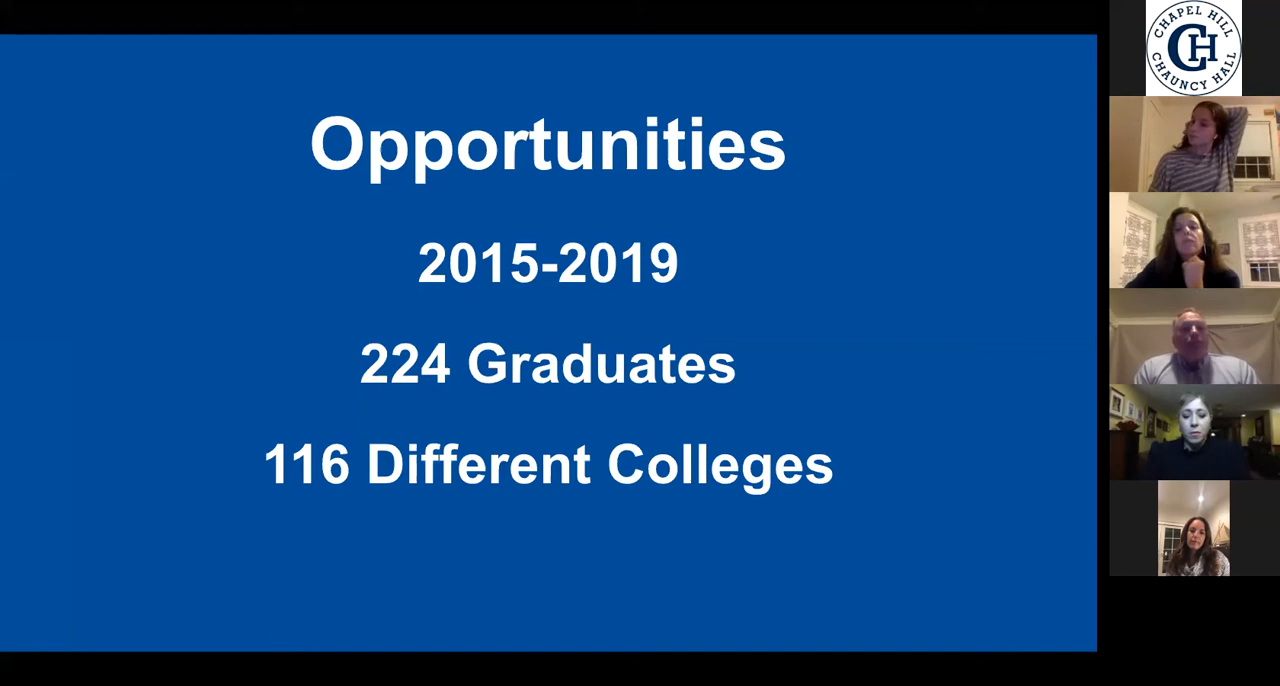 Opportunities
2015-2019
224 Graduates
116 Different Colleges
CHAPEL HILL
CH
CHAUNCY HALL